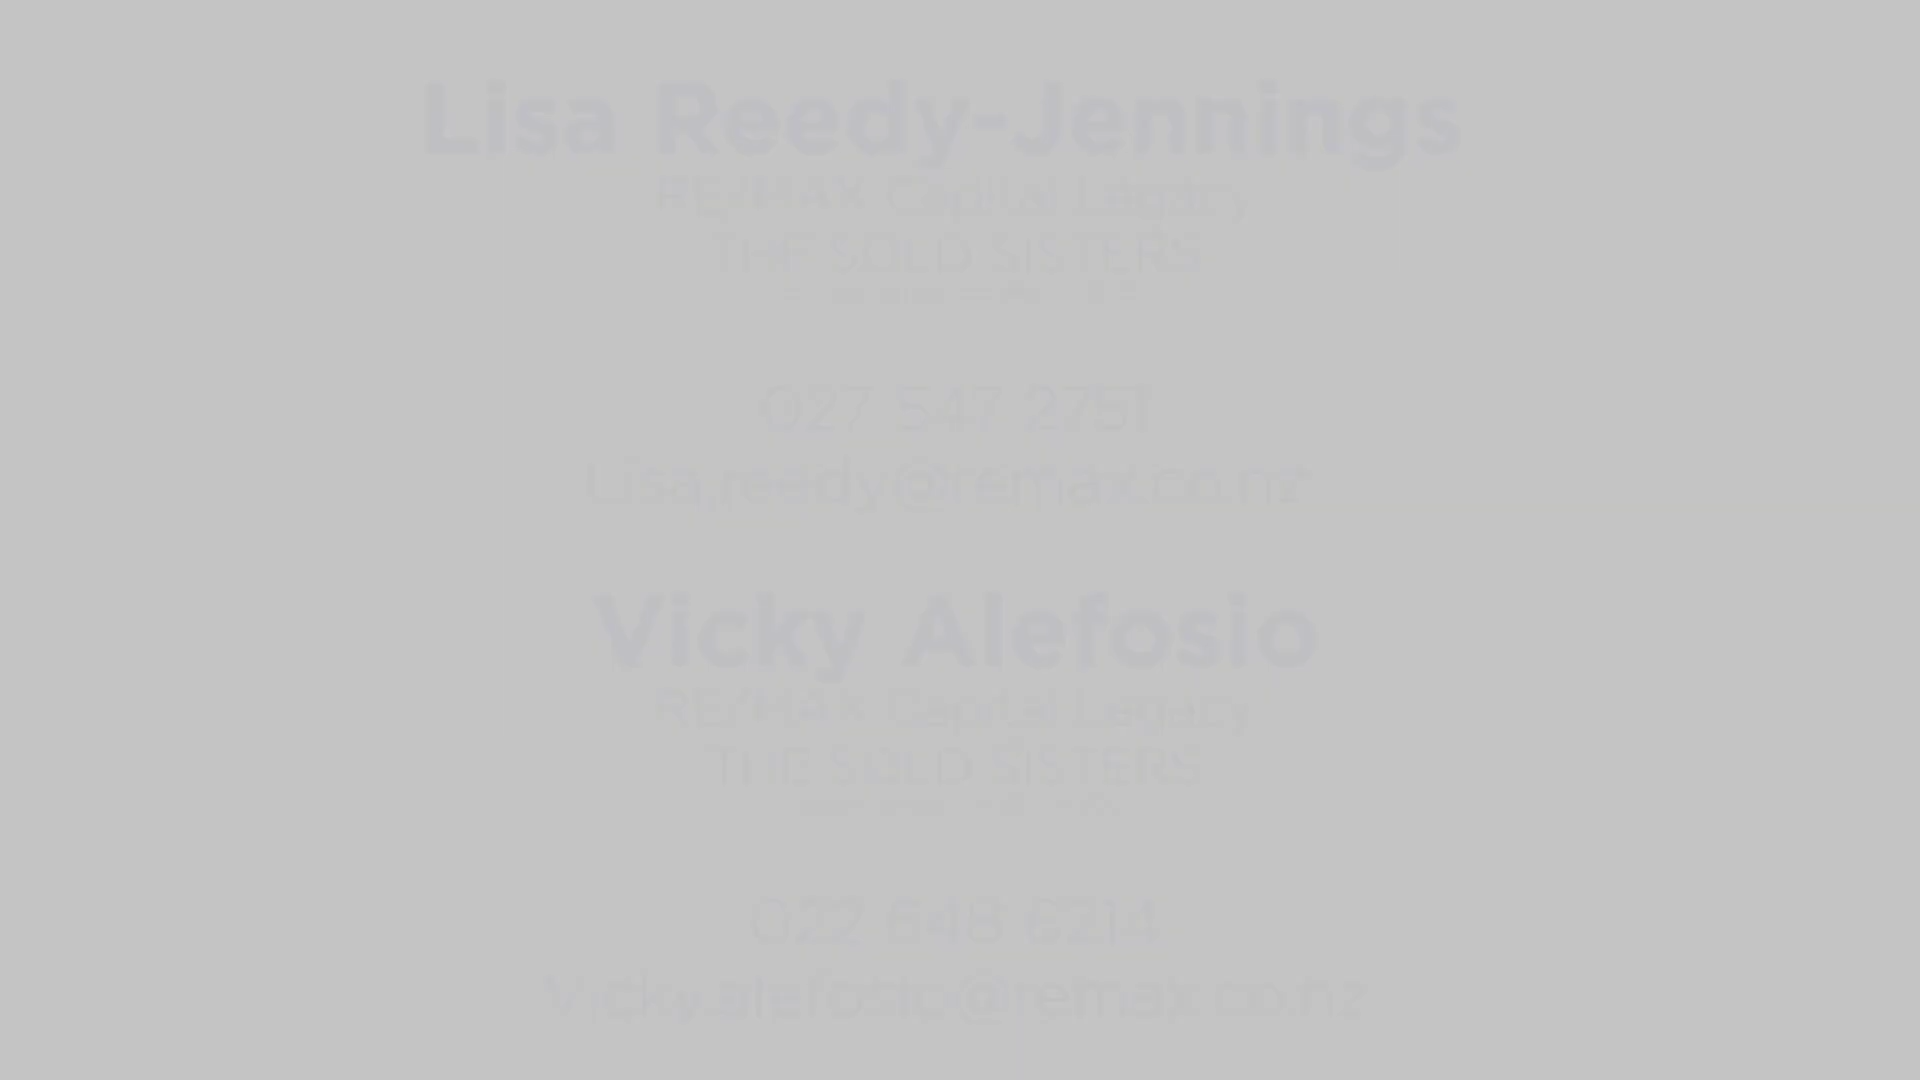 Lisa Reedy-Jennings
RE/MAX Capital Legacy
THE SOLD SISTERS
027 547 2751
Lisa.reedy@remax.co.nz
Vicky Alefosio
RE/MAX Capital Legacy
THE SOLD SISTERS
022 648 6214
Vicky.alefosio@remax.co.nz